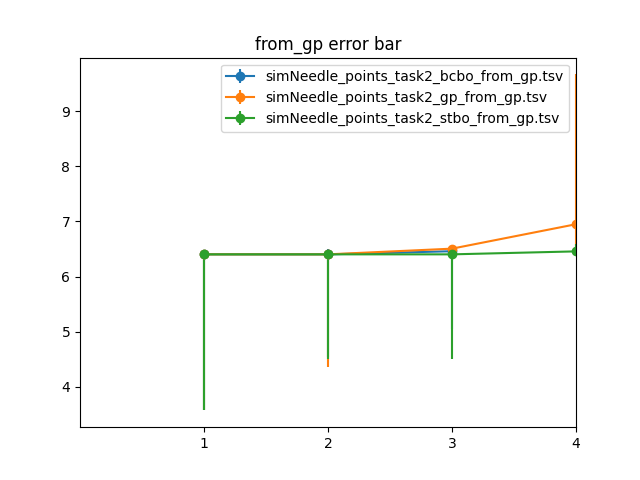 from_gp error bar
simNeedle_points_task2_bcbo_from_gp.tsv
simNeedle_points_task2_gp_from_gp.tsv
simNeedle_points_task2_stbo_from_gp.tsv
9
8
7
6
5
4
1 2 3 4